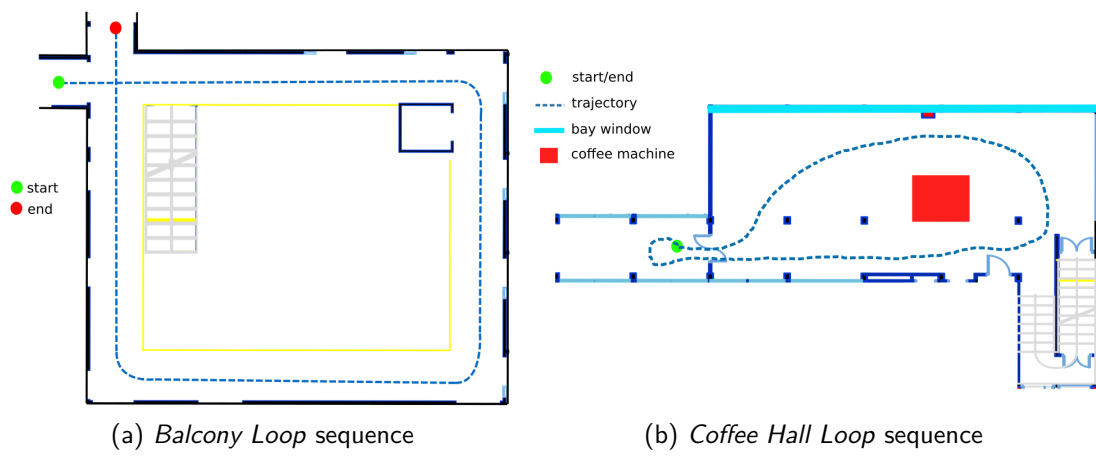 start
end
(a) Balcony Loop sequence
start/end
trajectory
bay window
coffee machine
(b) Coffee Hall Loop sequence